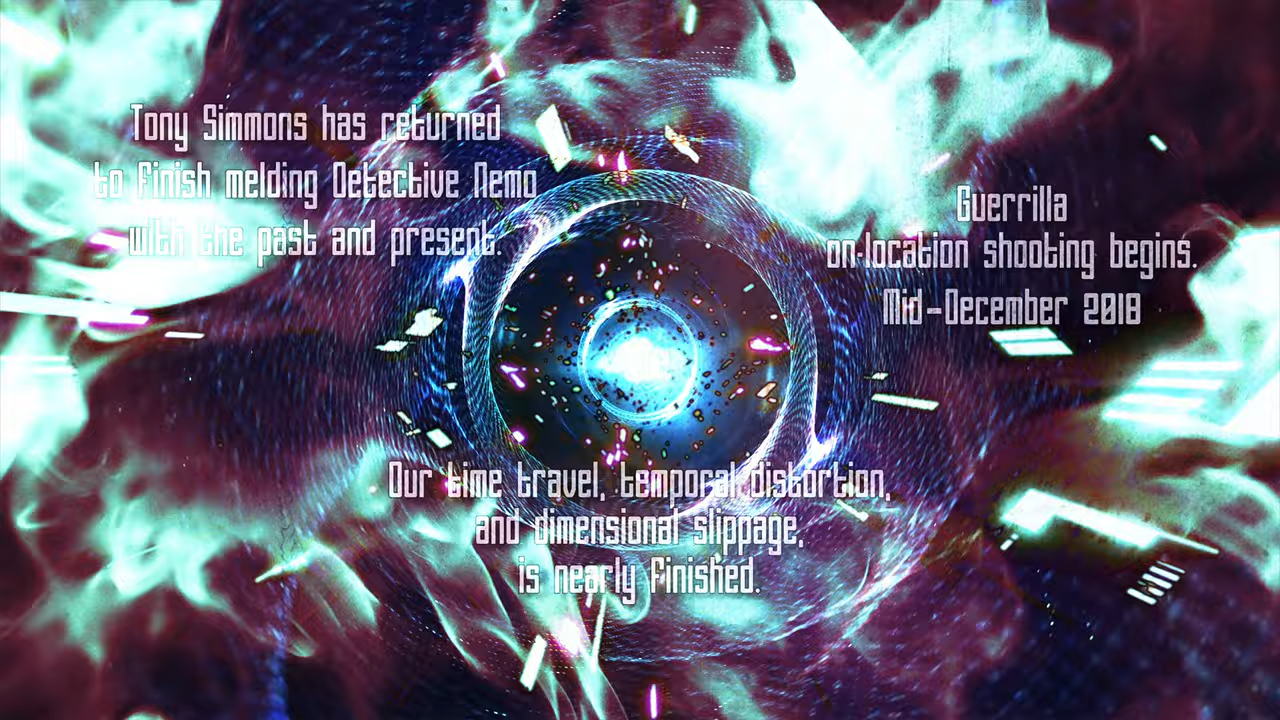 Tony Simmons has returned
to finish melding Detective Nemo
with the past and present.
Guerrilla
on-location shooting begins.
Mid-December 2018
Our time travel, temporal distortion,
and dimensional slippage,
is nearly finished.